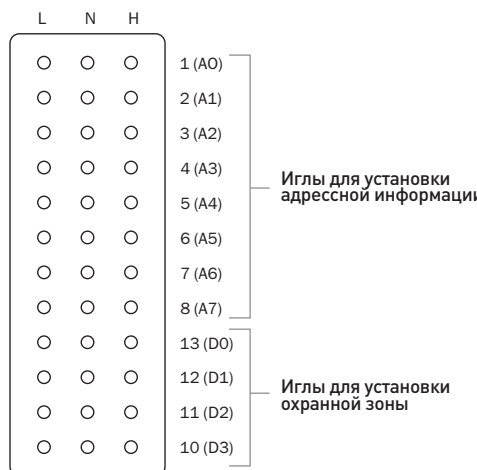 L N H
1 (A0)
2 (A1)
3 (A2)
4 (A3)
5 (A4)
6 (A5)
7 (A6)
8 (A7)
Иглы для установки
адрессной информации
13 (D0)
12 (D1)
11 (D2)
10 (D3)
Иглы для установки
охранной зоны